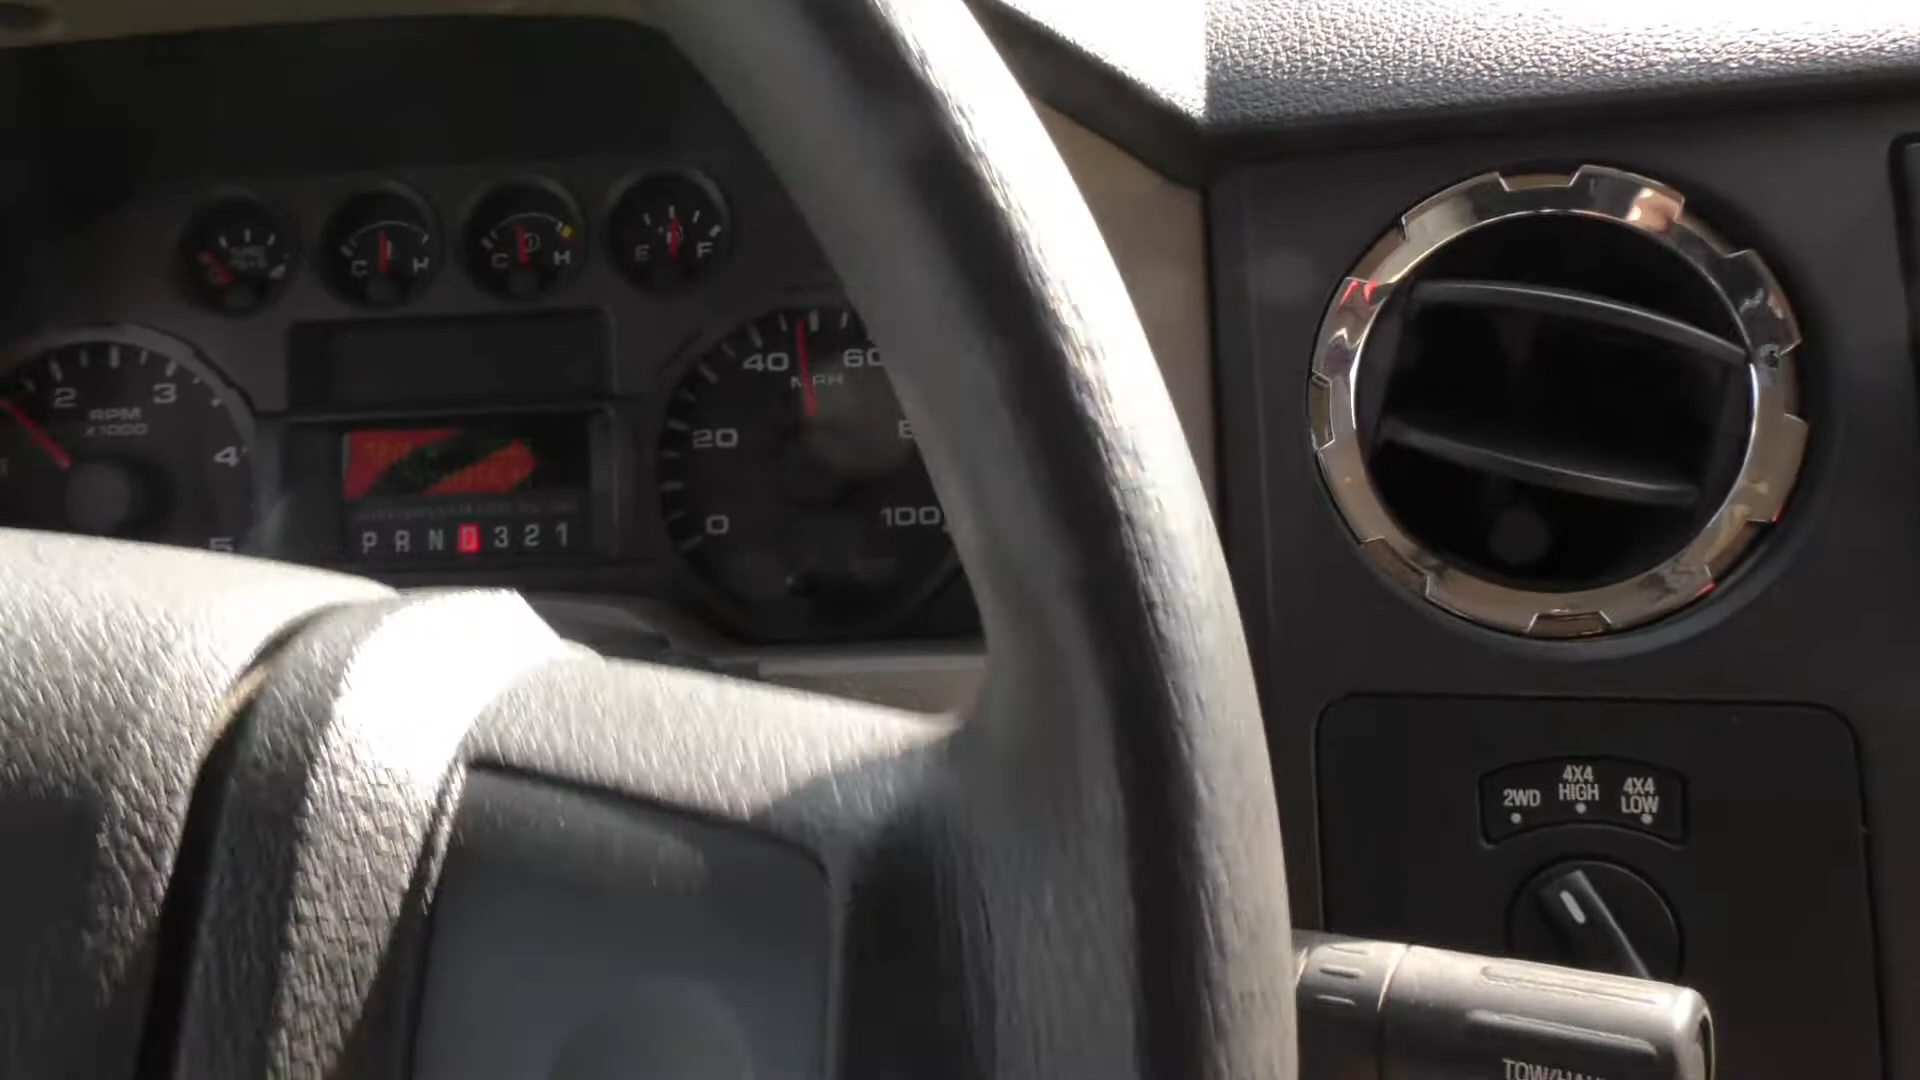 C H
C H
E F
2 3 4 5
RPM
x1000
0 20 40 60 100
MPH
P R N D 3 2 1
2WD
4X4
HIGH
4X4
LOW